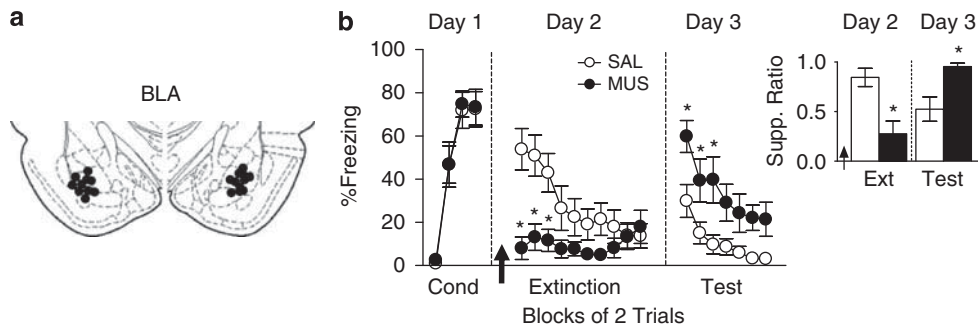 a
BLA
b
Day 1
Day 2
Day 3
SAL
MUS
%Freezing
100
80
60
40
20
0
*
* *
* * *
Cond
Extinction
Test
Blocks of 2 Trials
Day 2
Day 3
Supp. Ratio
1.0
0.5
0.0
*
*
Ext
Test